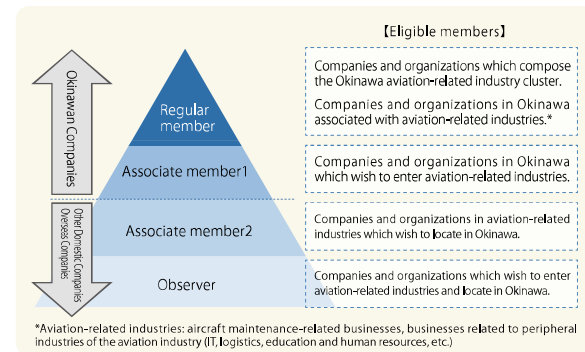 【Eligible members】
Okinawan Companies
Other Domestic Companies
Overseas Companies
Regular
member
Associate member1
Associate member2
Observer
Companies and organizations which compose
the Okinawa aviation-related industry cluster.
Companies and organizations in Okinawa
associated with aviation-related industries.*
Companies and organizations in Okinawa
which wish to enter aviation-related industries.
Companies and organizations in aviation-related
industries which wish to locate in Okinawa.
Companies and organizations which wish to enter
aviation-related industries and locate in Okinawa.
*Aviation-related industries: aircraft maintenance-related businesses, businesses related to peripheral
industries of the aviation industry (IT, logistics, education and human resources, etc.)